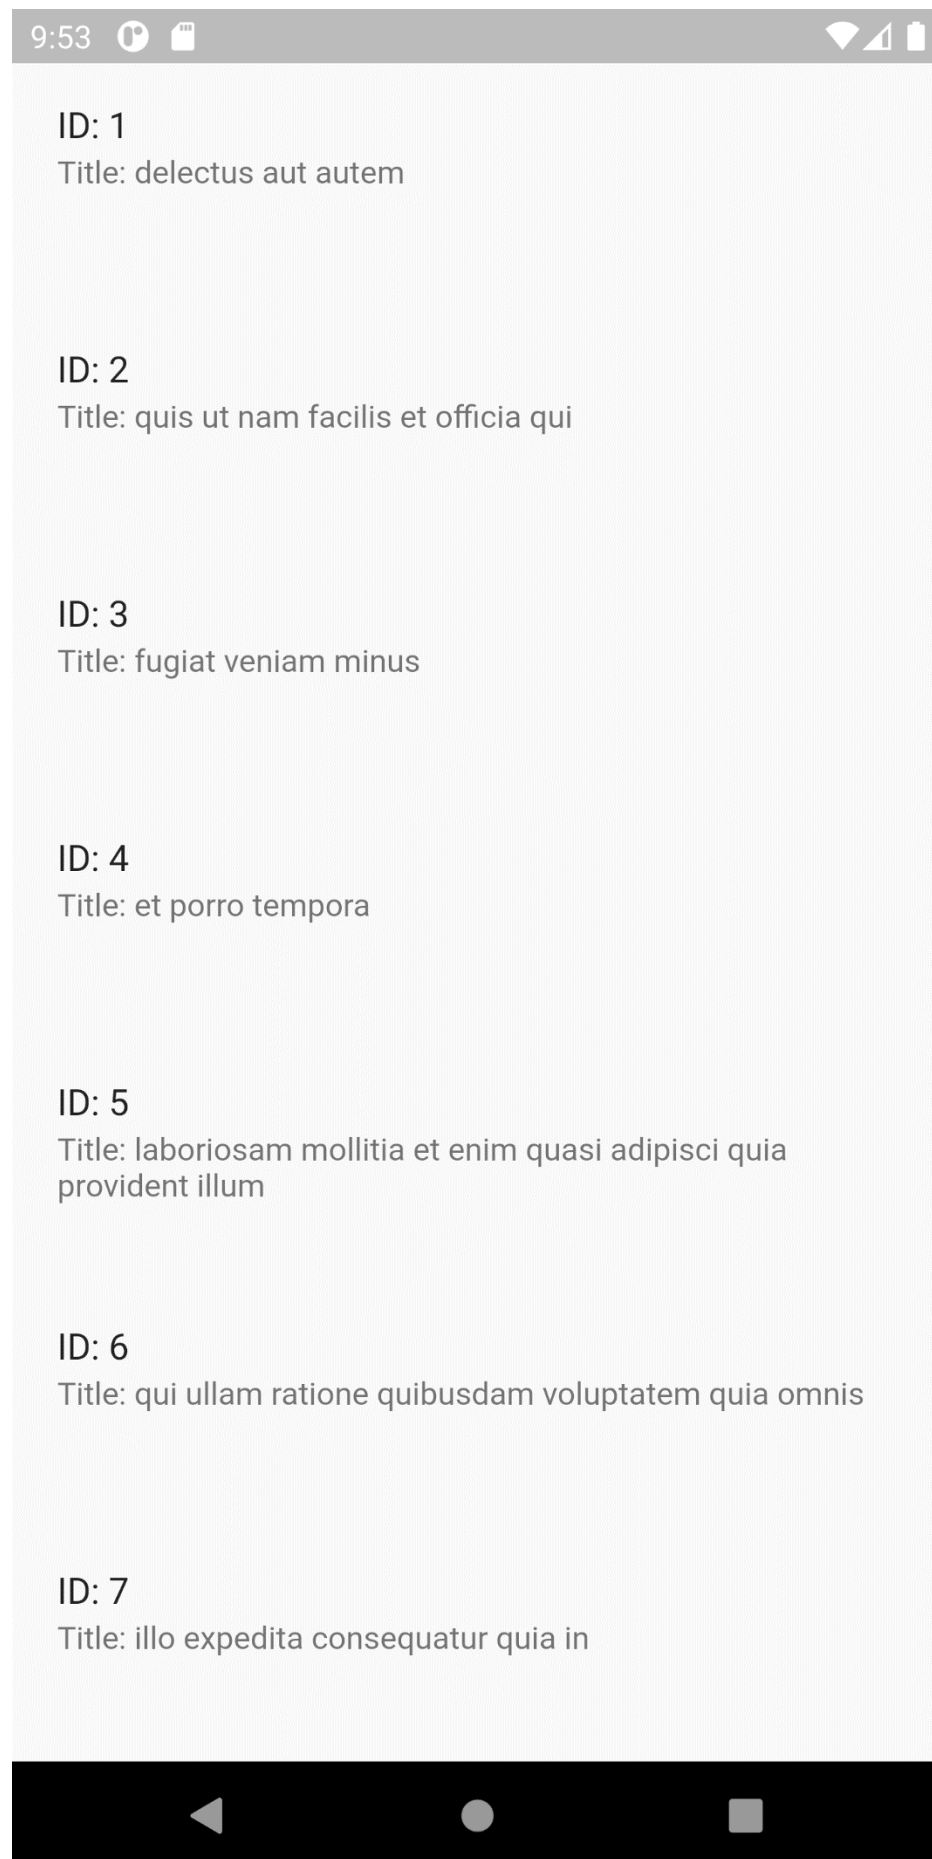 9:53
ID: 1
Title: delectus aut autem
ID: 2
Title: quis ut nam facilis et officia qui
ID: 3
Title: fugiat veniam minus
ID: 4
Title: et porro tempora
ID: 5
Title: laboriosam mollitia et enim quasi adipisci quia
provident illum
ID: 6
Title: qui ullam ratione quibusdam voluptatem quia omnis
ID: 7
Title: illo expedita consequatur quia in